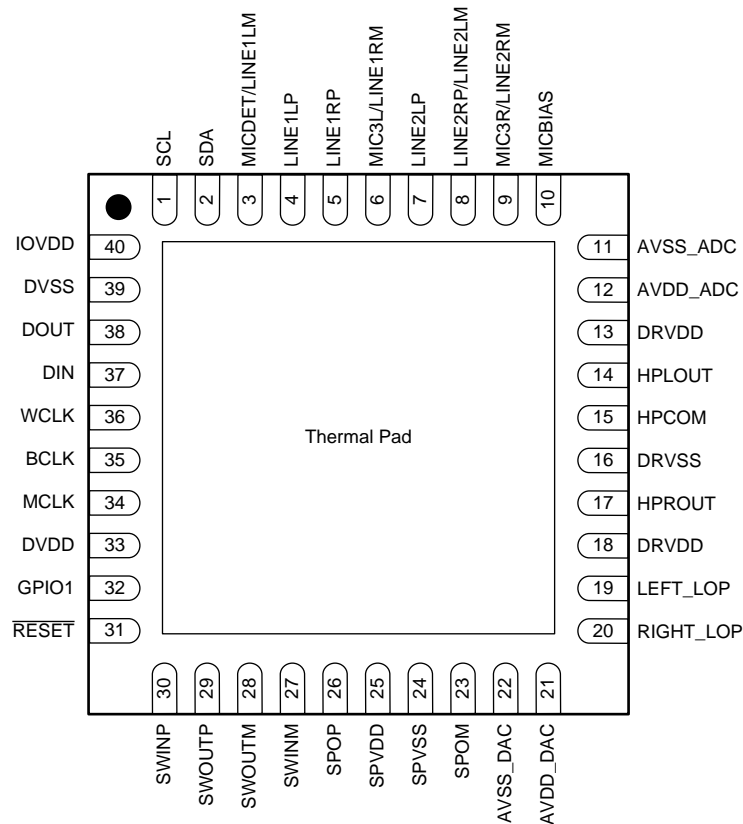 SCL
SDA
MICDET/LINE1LM
LINE1LP
LINE1RP
MIC3L/LINE1RM
LINE2LP
LINE2RP/LINE2LM
MIC3R/LINE2RM
MICBIAS
1
2
3
4
5
6
7
8
9
10
IOVDD 40
DVSS 39
DOUT 38
DIN 37
WCLK 36
BCLK 35
MCLK 34
DVDD 33
GPIO1 32
RESET 31
Thermal Pad
11 AVSS_ADC
12 AVDD_ADC
13 DRVDD
14 HPLOUT
15 HPCOM
16 DRVSS
17 HPROUT
18 DRVDD
19 LEFT_LOP
20 RIGHT_LOP
30
29
28
27
26
25
24
23
22
21
SWINP
SWOUTP
SWOUTM
SWINM
SPOP
SPVDD
SPVSS
SPOM
AVSS_DAC
AVDD_DAC